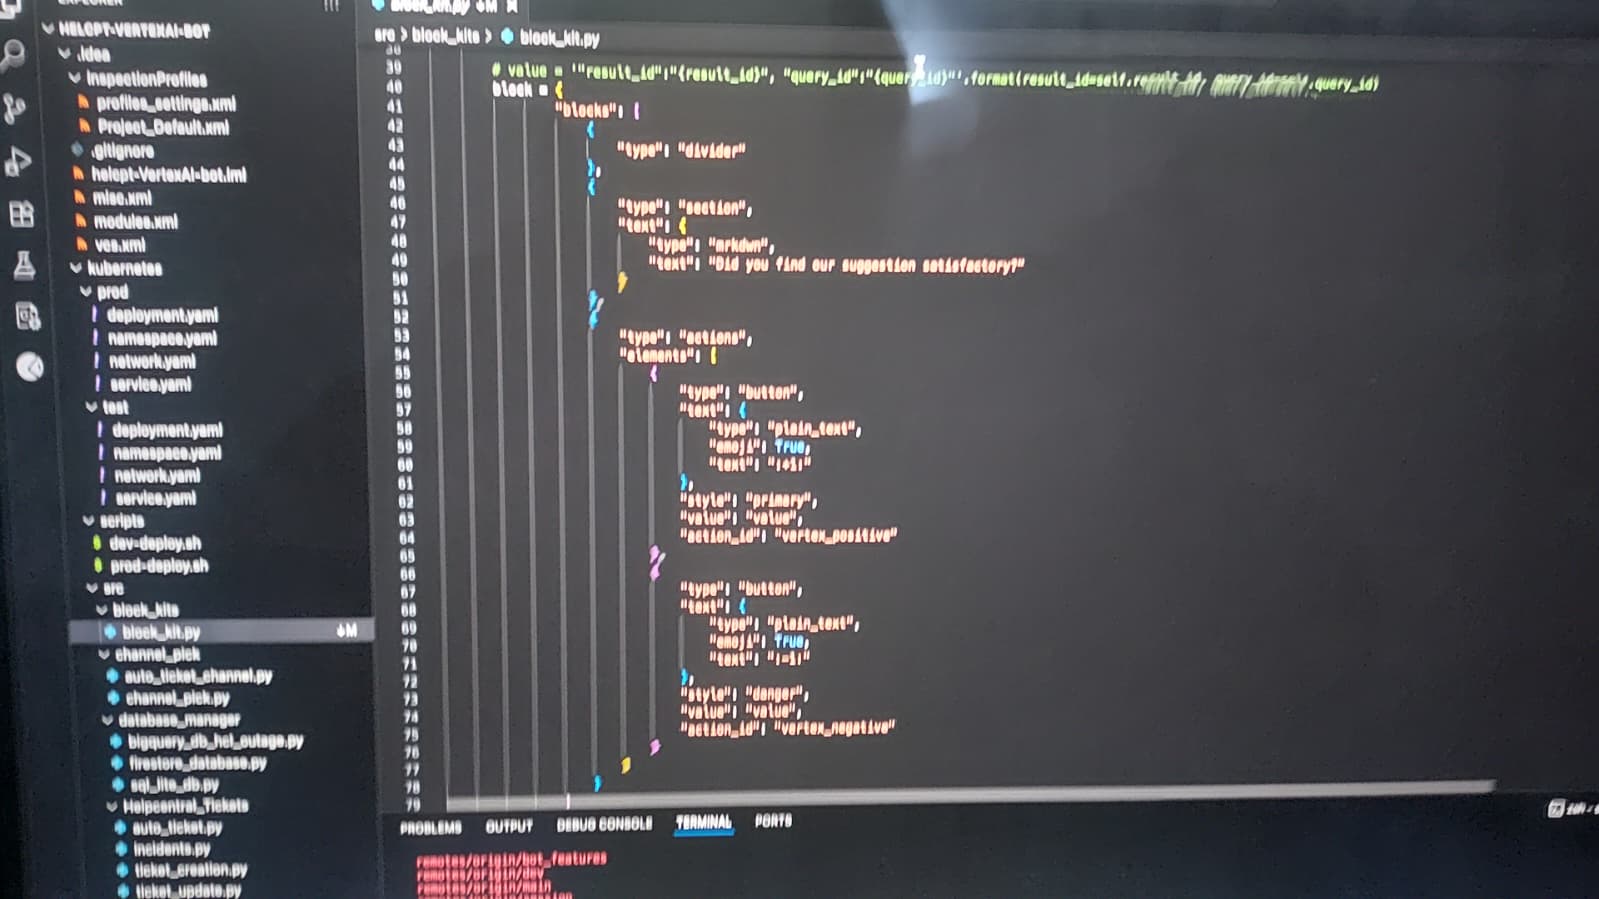 HELCPT-VERTEXAI-BOT
.idea
inspectionProfiles
profiles_settings.xml
Project_Default.xml
.gitignore
helcpt-VertexAI-bot.iml
misc.xml
modules.xml
vcs.xml
kubernetes
prod
deployment.yaml
namespace.yaml
network.yaml
service.yaml
test
deployment.yaml
namespace.yaml
network.yaml
service.yaml
scripts
dev-deploy.sh
prod-deploy.sh
src
block_kits
block_kit.py ↓M
channel_pick
auto_ticket_channel.py
channel_pick.py
database_manager
bigquery_db_hcl_outage.py
firestore_database.py
sql_lite_db.py
Helpcentral_Tickets
auto_ticket.py
incidents.py
ticket_creation.py
ticket_update.py
block_kit.py ↓M ×
src > block_kits > block_kit.py
38
39 # value = '"result_id":"{result_id}", "query_id":"{query_id}"'.format(result_id=self.result_id, .query_id)
40 block = {
41 "blocks": [
42 {
43 "type": "divider"
44 },
45 {
46 "type": "section",
47 "text": {
48 "type": "mrkdwn",
49 "text": "Did you find our suggestion satisfactory?"
50 }
51 },
52 {
53 "type": "actions",
54 "elements": [
55 {
56 "type": "button",
57 "text": {
58 "type": "plain_text",
59 "emoji": True,
60 "text": ":+1:"
61 },
62 "style": "primary",
63 "value": "value",
64 "action_id": "vertex_positive"
65 },
66 {
67 "type": "button",
68 "text": {
69 "type": "plain_text",
70 "emoji": True,
71 "text": ":-1:"
72 },
73 "style": "danger",
74 "value": "value",
75 "action_id": "vertex_negative"
76 }
77 ]
78 }
79
PROBLEMS OUTPUT DEBUG CONSOLE TERMINAL PORTS
remotes/origin/bot_features
remotes/origin/dev
remotes/origin/main